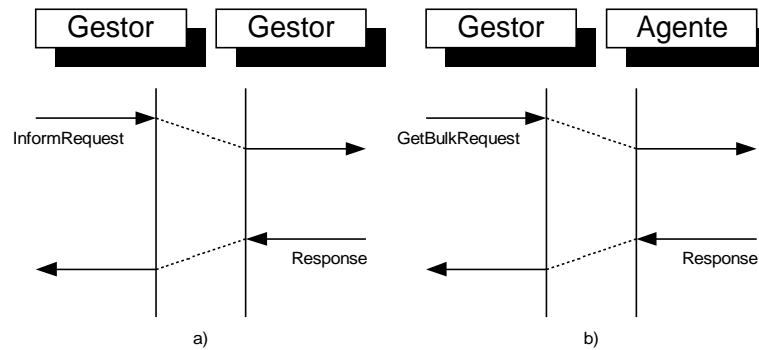 Gestor Gestor
InformRequest
Response
a)
Gestor Agente
GetBulkRequest
Response
b)